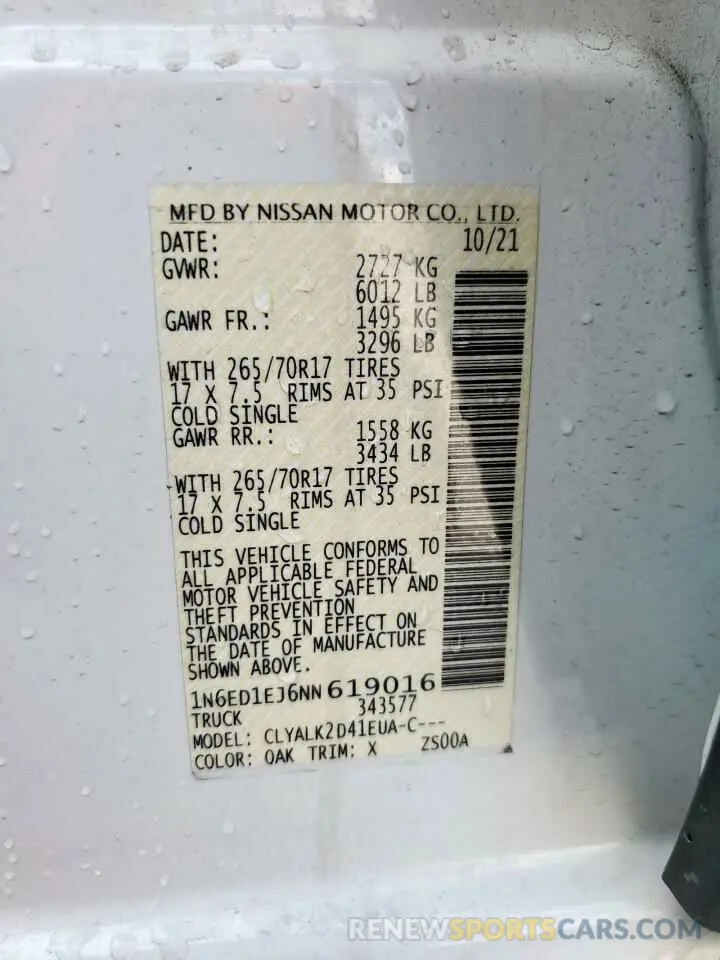 MFD BY NISSAN MOTOR CO., LTD.
DATE: 10/21
GVWR: 2727 KG
6012 LB
GAWR FR.: 1495 KG
3296 LB
WITH 265/70R17 TIRES
17 X 7.5 RIMS AT 35 PSI
COLD SINGLE
GAWR RR.: 1558 KG
3434 LB
WITH 265/70R17 TIRES
17 X 7.5 RIMS AT 35 PSI
COLD SINGLE
THIS VEHICLE CONFORMS TO
ALL APPLICABLE FEDERAL
MOTOR VEHICLE SAFETY AND
THEFT PREVENTION
STANDARDS IN EFFECT ON
THE DATE OF MANUFACTURE
SHOWN ABOVE.
1N6ED1EJ6NN619016
TRUCK 343577
MODEL: CLYALK2D41EUA-C---
COLOR: QAK TRIM: X ZS00A
RENEWSPORTSCARS.COM